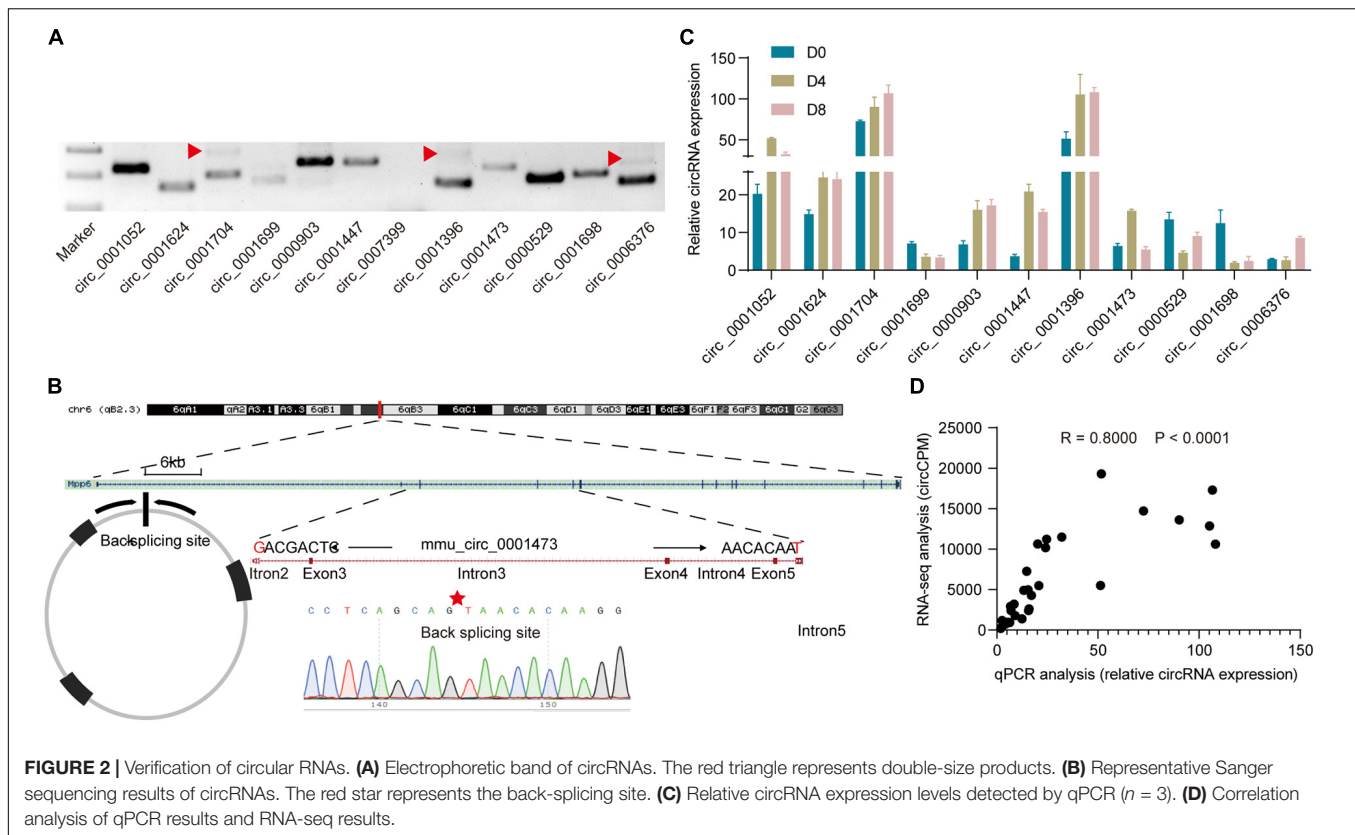 A
Marker
circ_0001052
circ_0001624
circ_0001704
circ_0001699
circ_0000903
circ_0001447
circ_0007399
circ_0001396
circ_0001473
circ_0000529
circ_0001698
circ_0006376
C
Relative circRNA expression
D0
D4
D8
150
100
50
20
10
0
circ_0001052
circ_0001624
circ_0001704
circ_0001699
circ_0000903
circ_0001447
circ_0001396
circ_0001473
circ_0000529
circ_0001698
circ_0006376
B
chr6 (qB2.3) 6qA1 qA2 A3.1 A3.3 6qB1 6qB3 6qC1 6qC3 6qD1 6qD3 6qE1 6qE3 6qF1 F2 6qF3 6qG1 G2 6qG3
6kb
Mpp6
Back splicing site
GACGACTC mmu_circ_0001473 AACACAAT
Itron2 Exon3 Intron3 Exon4 Intron4 Exon5
C C T C A G C A G T A A C A C A A G G
Back splicing site
Intron5
140 150
D
R = 0.8000 P < 0.0001
RNA-seq analysis (circCPM)
25000
20000
15000
10000
5000
0
0 50 100 150
qPCR analysis (relative circRNA expression)
FIGURE 2 | Verification of circular RNAs. (A) Electrophoretic band of circRNAs. The red triangle represents double-size products. (B) Representative Sanger
sequencing results of circRNAs. The red star represents the back-splicing site. (C) Relative circRNA expression levels detected by qPCR (n = 3). (D) Correlation
analysis of qPCR results and RNA-seq results.